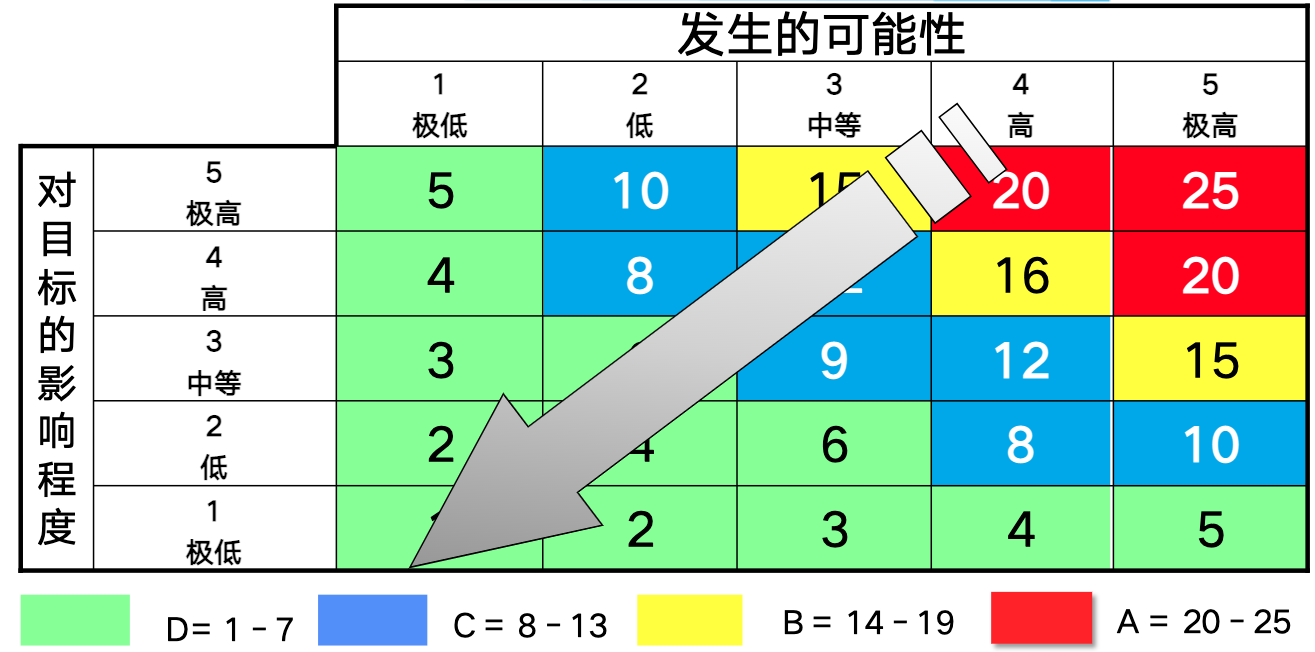 发生的可能性
1 2 3 4 5
极低 低 中等 高 极高
对目标的影响程度
5 极高 5 10 15 20 25
4 高 4 8 16 20
3 中等 3 9 12 15
2 低 2 4 6 8 10
1 极低 2 3 4 5
D= 1 – 7 C = 8 – 13 B = 14 – 19 A = 20 – 25